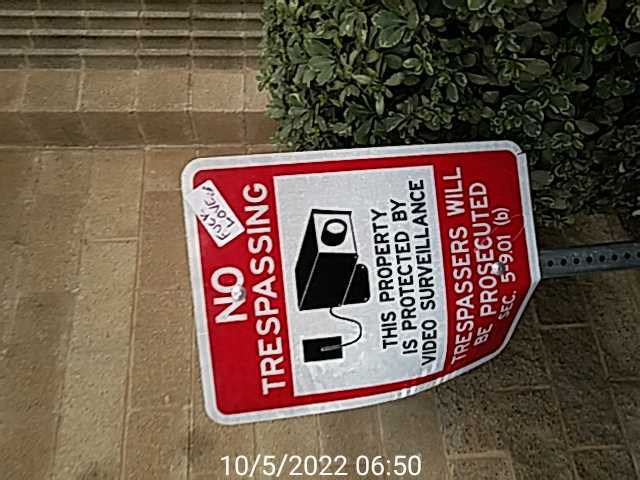 FUCK
LOVE
NO
TRESPASSING
THIS PROPERTY
IS PROTECTED BY
VIDEO SURVEILLANCE
TRESPASSERS WILL
BE PROSECUTED
SEC. 5-9.01 (b)
10/5/2022 06:50